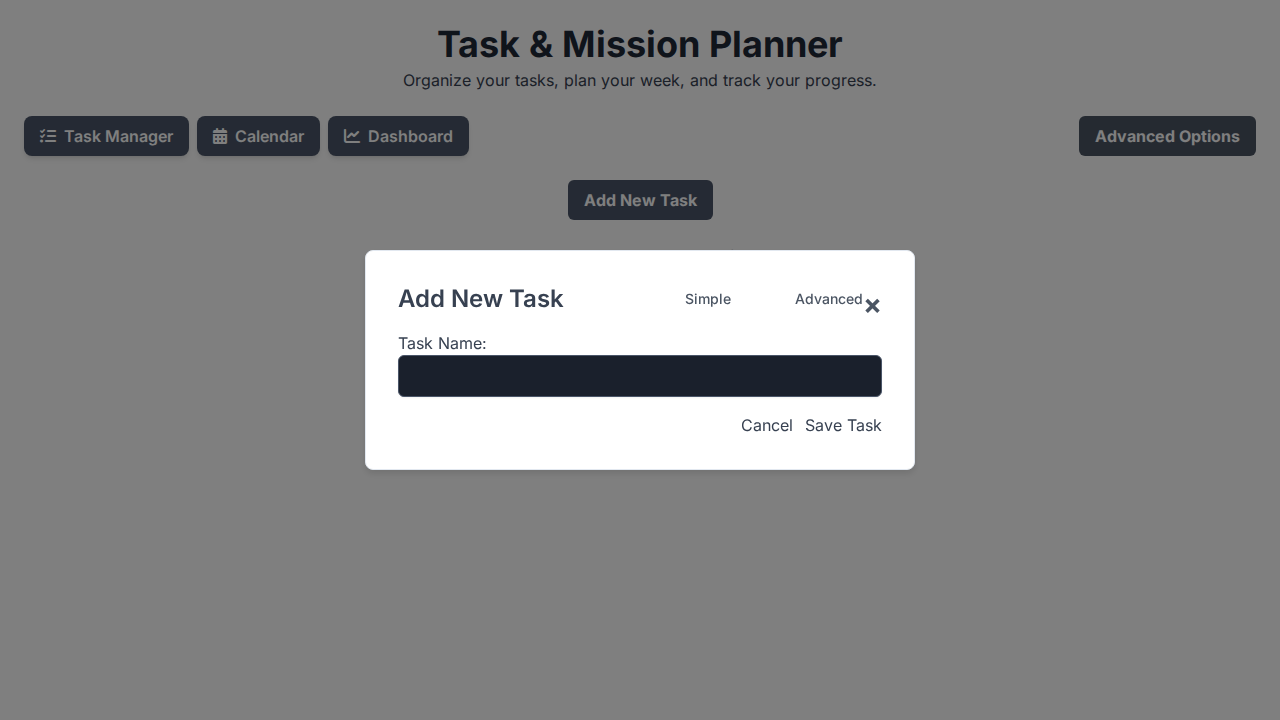 Task & Mission Planner
Organize your tasks, plan your week, and track your progress.
Task Manager Calendar Dashboard Advanced Options
Add New Task
Add New Task Simple Advanced ×
Task Name:
Cancel Save Task